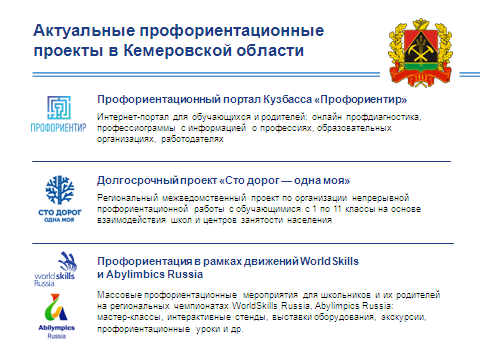 Актуальные профориентационные
проекты в Кемеровской области
Профориентационный портал Кузбасса «Профориентир»
ПРОФОРИЕНТИР
Интернет-портал для обучающихся и родителей: онлайн профдиагностика,
профессиограммы с информацией о профессиях, образовательных
организациях, работодателях
Долгосрочный проект «Сто дорог — одна моя»
СТО ДОРОГ
ОДНА МОЯ
Региональный межведомственный проект по организации непрерывной
профориентационной работы с обучающимися с 1 по 11 классы на основе
взаимодействия школ и центров занятости населения
Профориентация в рамках движений WorldSkills
и Abylimbics Russia
worldskills
Russia
Abilympics
Russia
Массовые профориентационные мероприятия для школьников и их родителей
на региональных чемпионатах WorldSkills Russia, Abylimpics Russia:
мастер-классы, интерактивные стенды, выставки оборудования, экскурсии,
профориентационные уроки и др.